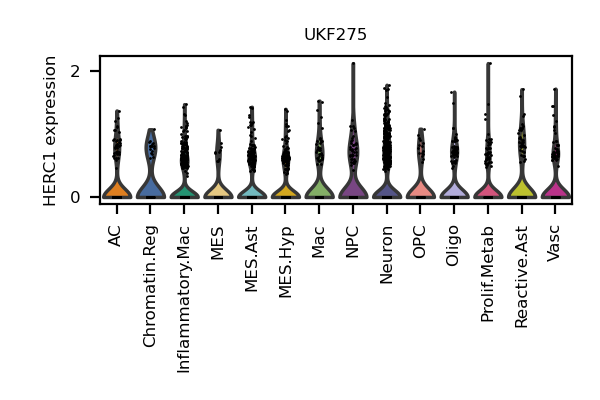 UKF275
HERC1 expression
2
0
AC
Chromatin.Reg
Inflammatory.Mac
MES
MES.Ast
MES.Hyp
Mac
NPC
Neuron
OPC
Oligo
Prolif.Metab
Reactive.Ast
Vasc